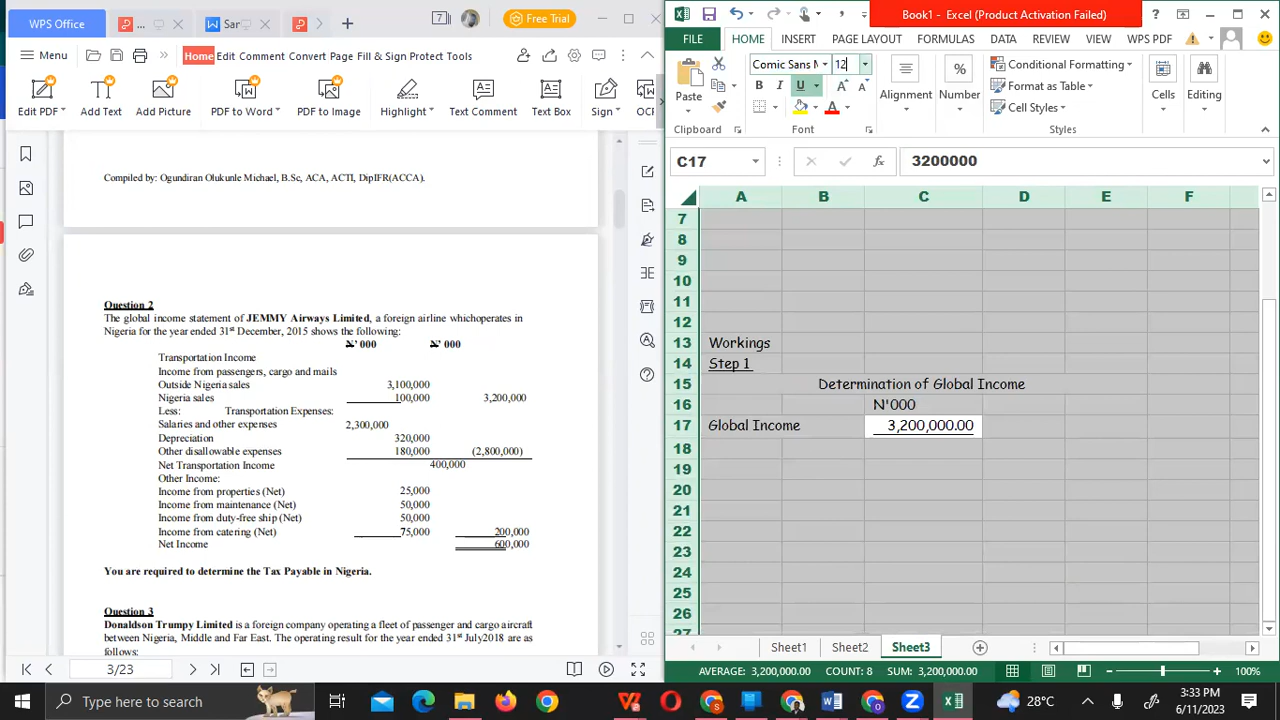 WPS Office
...
Sar
7
Free Trial
Menu
Home Edit Comment Convert Page Fill & Sign Protect Tools
Edit PDF
Add Text
Add Picture
PDF to Word
PDF to Image
Highlight
Text Comment
Text Box
Sign
OCF
Compiled by: Ogundiran Olukunle Michael, B.Sc, ACA, ACTI, DipIFR(ACCA).
Question 2
The global income statement of JEMMY Airways Limited, a foreign airline whichoperates in
Nigeria for the year ended 31st December, 2015 shows the following:
N' 000 N' 000
Transportation Income
Income from passengers, cargo and mails
Outside Nigeria sales 3,100,000
Nigeria sales 100,000 3,200,000
Less: Transportation Expenses:
Salaries and other expenses 2,300,000
Depreciation 320,000
Other disallowable expenses 180,000 (2,800,000)
Net Transportation Income 400,000
Other Income:
Income from properties (Net) 25,000
Income from maintenance (Net) 50,000
Income from duty-free ship (Net) 50,000
Income from catering (Net) 75,000 200,000
Net Income 600,000
You are required to determine the Tax Payable in Nigeria.
Question 3
Donaldson Trumpy Limited is a foreign company operating a fleet of passenger and cargo aircraft
between Nigeria, Middle and Far East. The operating result for the year ended 31st July2018 are as
follows:
3/23
Book1 - Excel (Product Activation Failed)
FILE HOME INSERT PAGE LAYOUT FORMULAS DATA REVIEW VIEW WPS PDF
Paste
Clipboard
Comic Sans M 12
B I U A A
A
Font
Alignment
%
Number
Conditional Formatting
Format as Table
Cell Styles
Styles
Cells
Editing
C17 fx 3200000
A B C D E F
7
8
9
10
11
12
13 Workings
14 Step 1
15 Determination of Global Income
16 N'000
17 Global Income 3,200,000.00
18
19
20
21
22
23
24
25
26
27
Sheet1 Sheet2 Sheet3
AVERAGE: 3,200,000.00 COUNT: 8 SUM: 3,200,000.00 100%
Type here to search
28°C
3:33 PM
6/11/2023